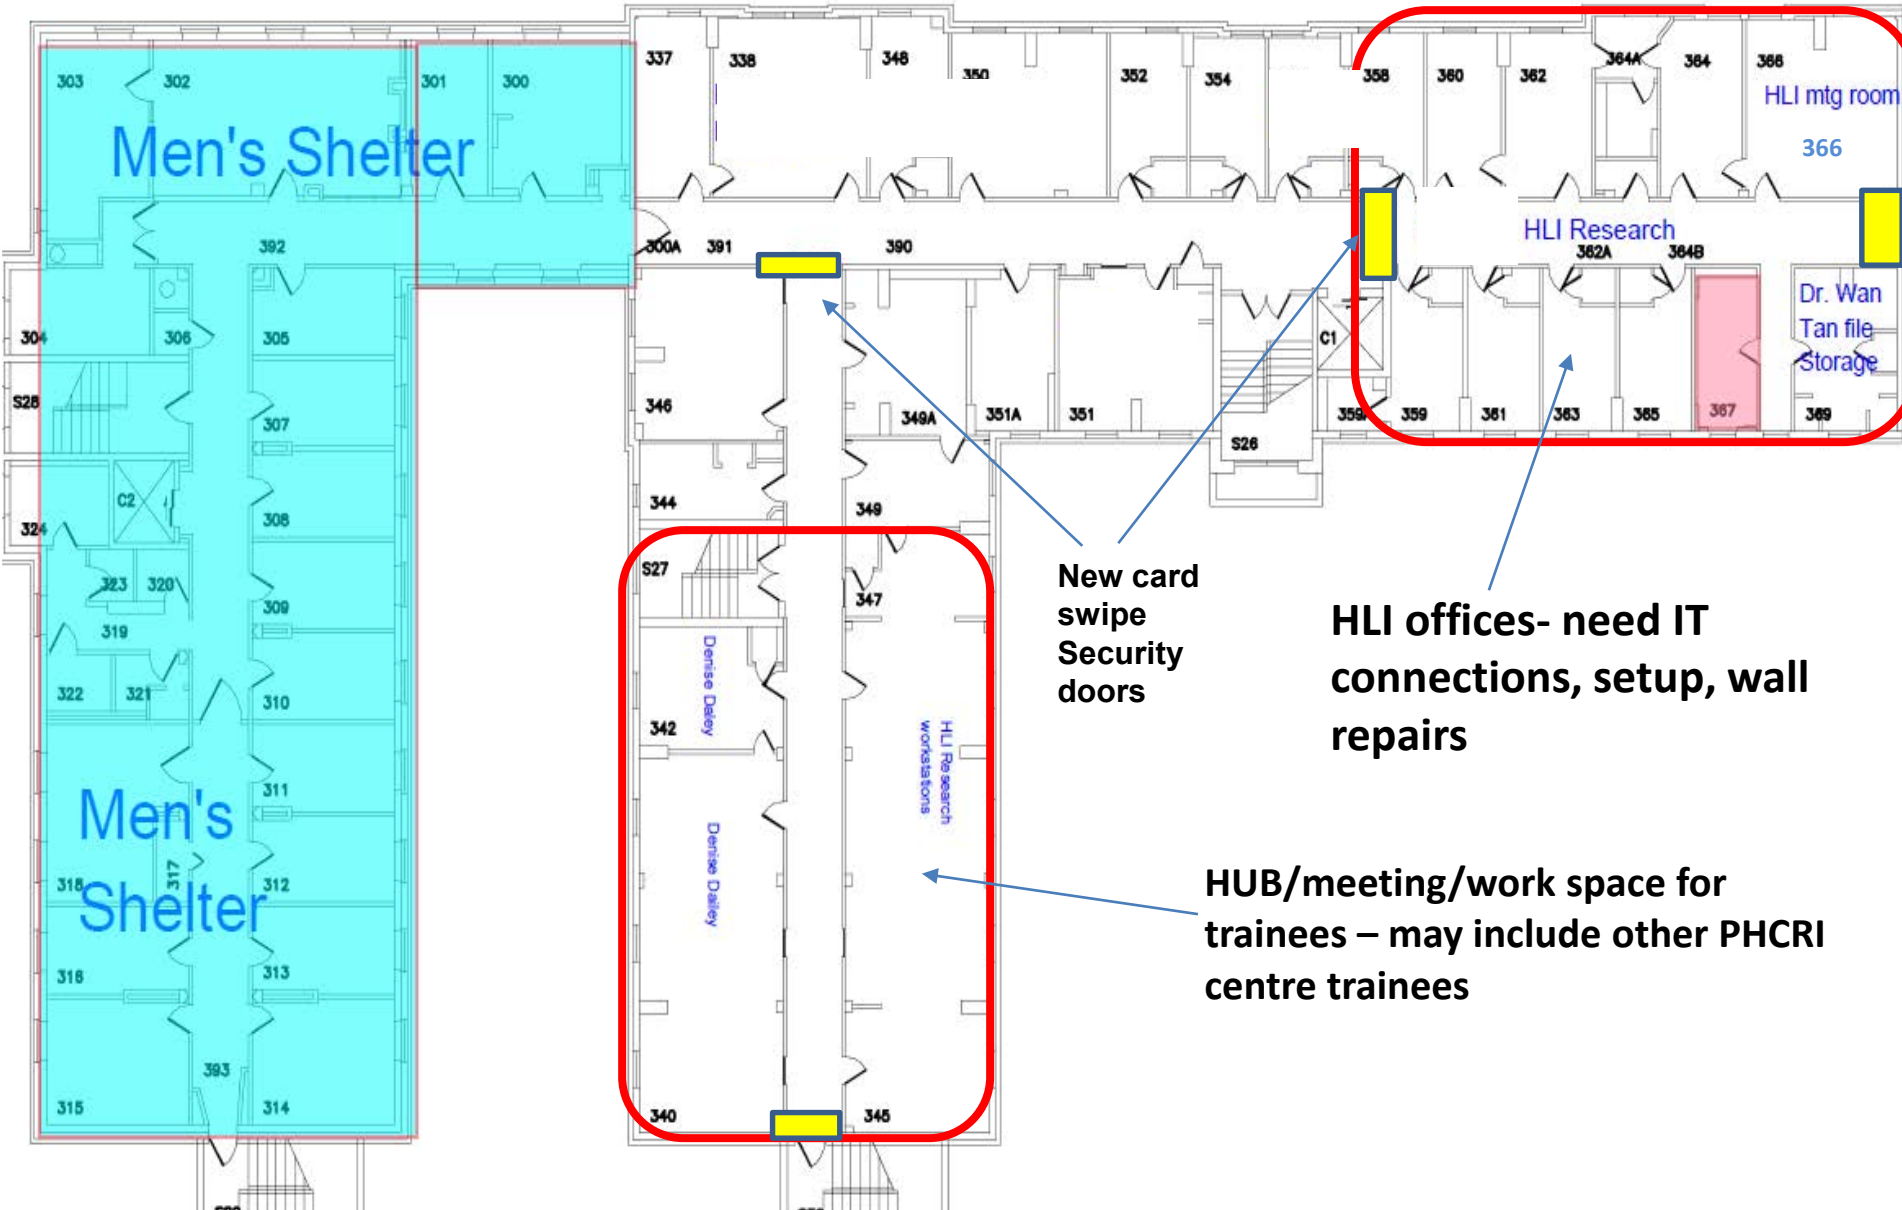 303
302
301
300
337
338
348
350
352
354
358
360
362
364A
364
366
HLI mtg room
366
Men's Shelter
392
300A
391
390
HLI Research
362A
364B
304
306
305
346
349A
351A
351
C1
359A
359
361
363
365
367
369
Dr. Wan
Tan file
Storage
S28
307
S26
C2
324
308
344
349
323
320
309
S27
347
319
322
321
310
342
Denise Daley
HLI Research
workstations
New card
swipe
Security
doors
HLI offices- need IT
connections, setup, wall
repairs
311
Men's
Shelter
318
317
312
Denise Dailey
HUB/meeting/work space for
trainees – may include other PHCRI
centre trainees
316
313
393
315
314
340
345